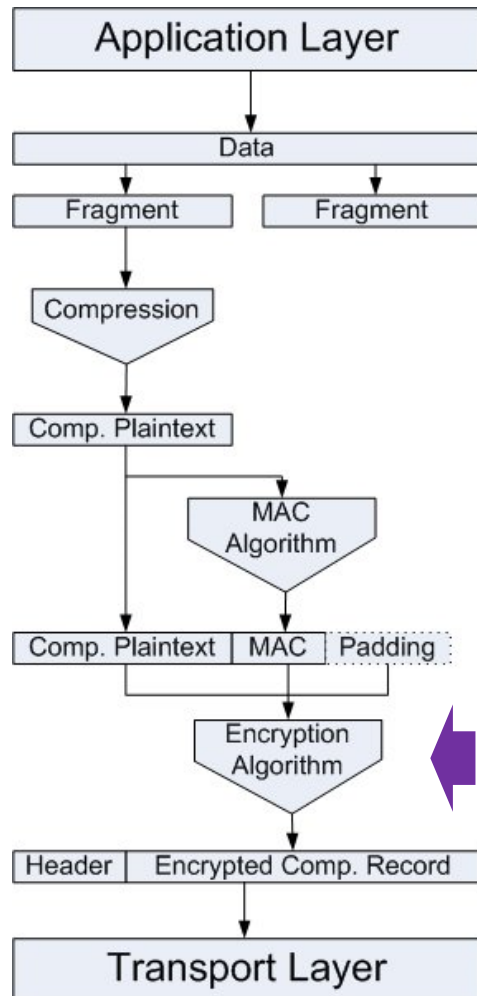 Application Layer
Data
Fragment Fragment
Compression
Comp. Plaintext
MAC
Algorithm
Comp. Plaintext MAC Padding
Encryption
Algorithm
Header Encrypted Comp. Record
Transport Layer